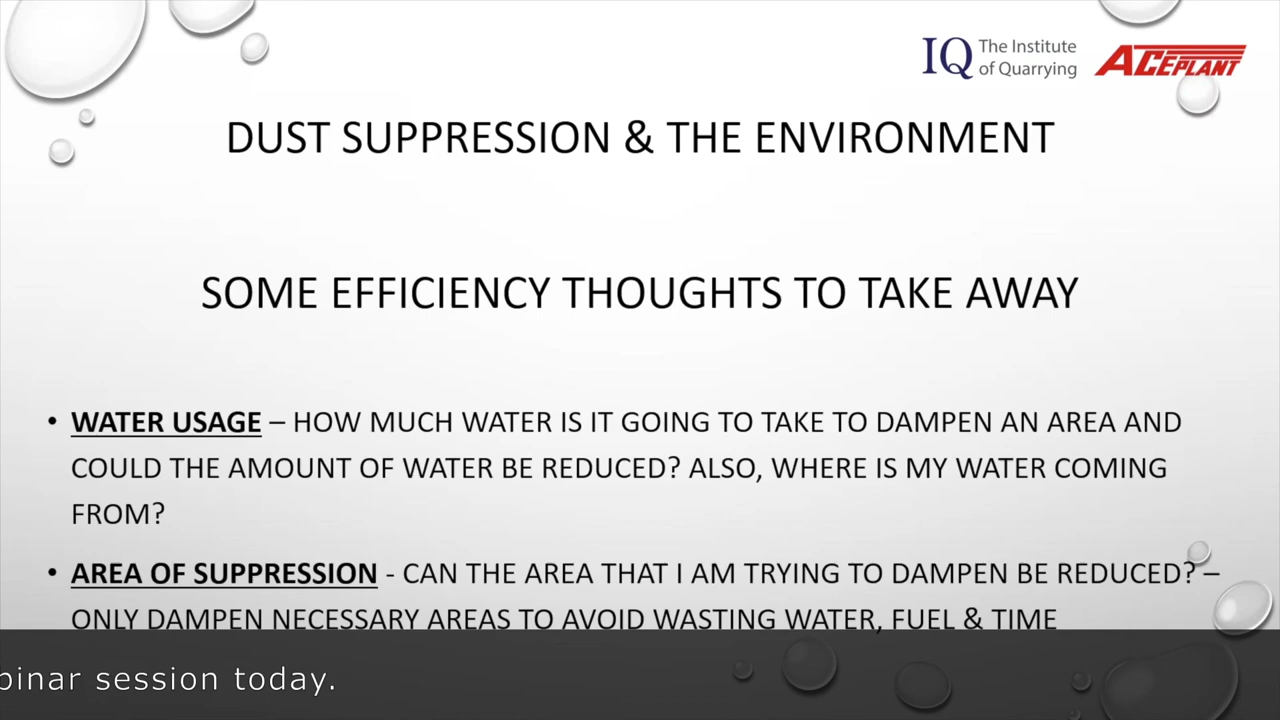 IQ The Institute
of Quarrying
ACEPLANT
DUST SUPPRESSION & THE ENVIRONMENT
SOME EFFICIENCY THOUGHTS TO TAKE AWAY
• WATER USAGE – HOW MUCH WATER IS IT GOING TO TAKE TO DAMPEN AN AREA AND
COULD THE AMOUNT OF WATER BE REDUCED? ALSO, WHERE IS MY WATER COMING
FROM?
• AREA OF SUPPRESSION - CAN THE AREA THAT I AM TRYING TO DAMPEN BE REDUCED? –
ONLY DAMPEN NECESSARY AREAS TO AVOID WASTING WATER, FUEL & TIME
session today.